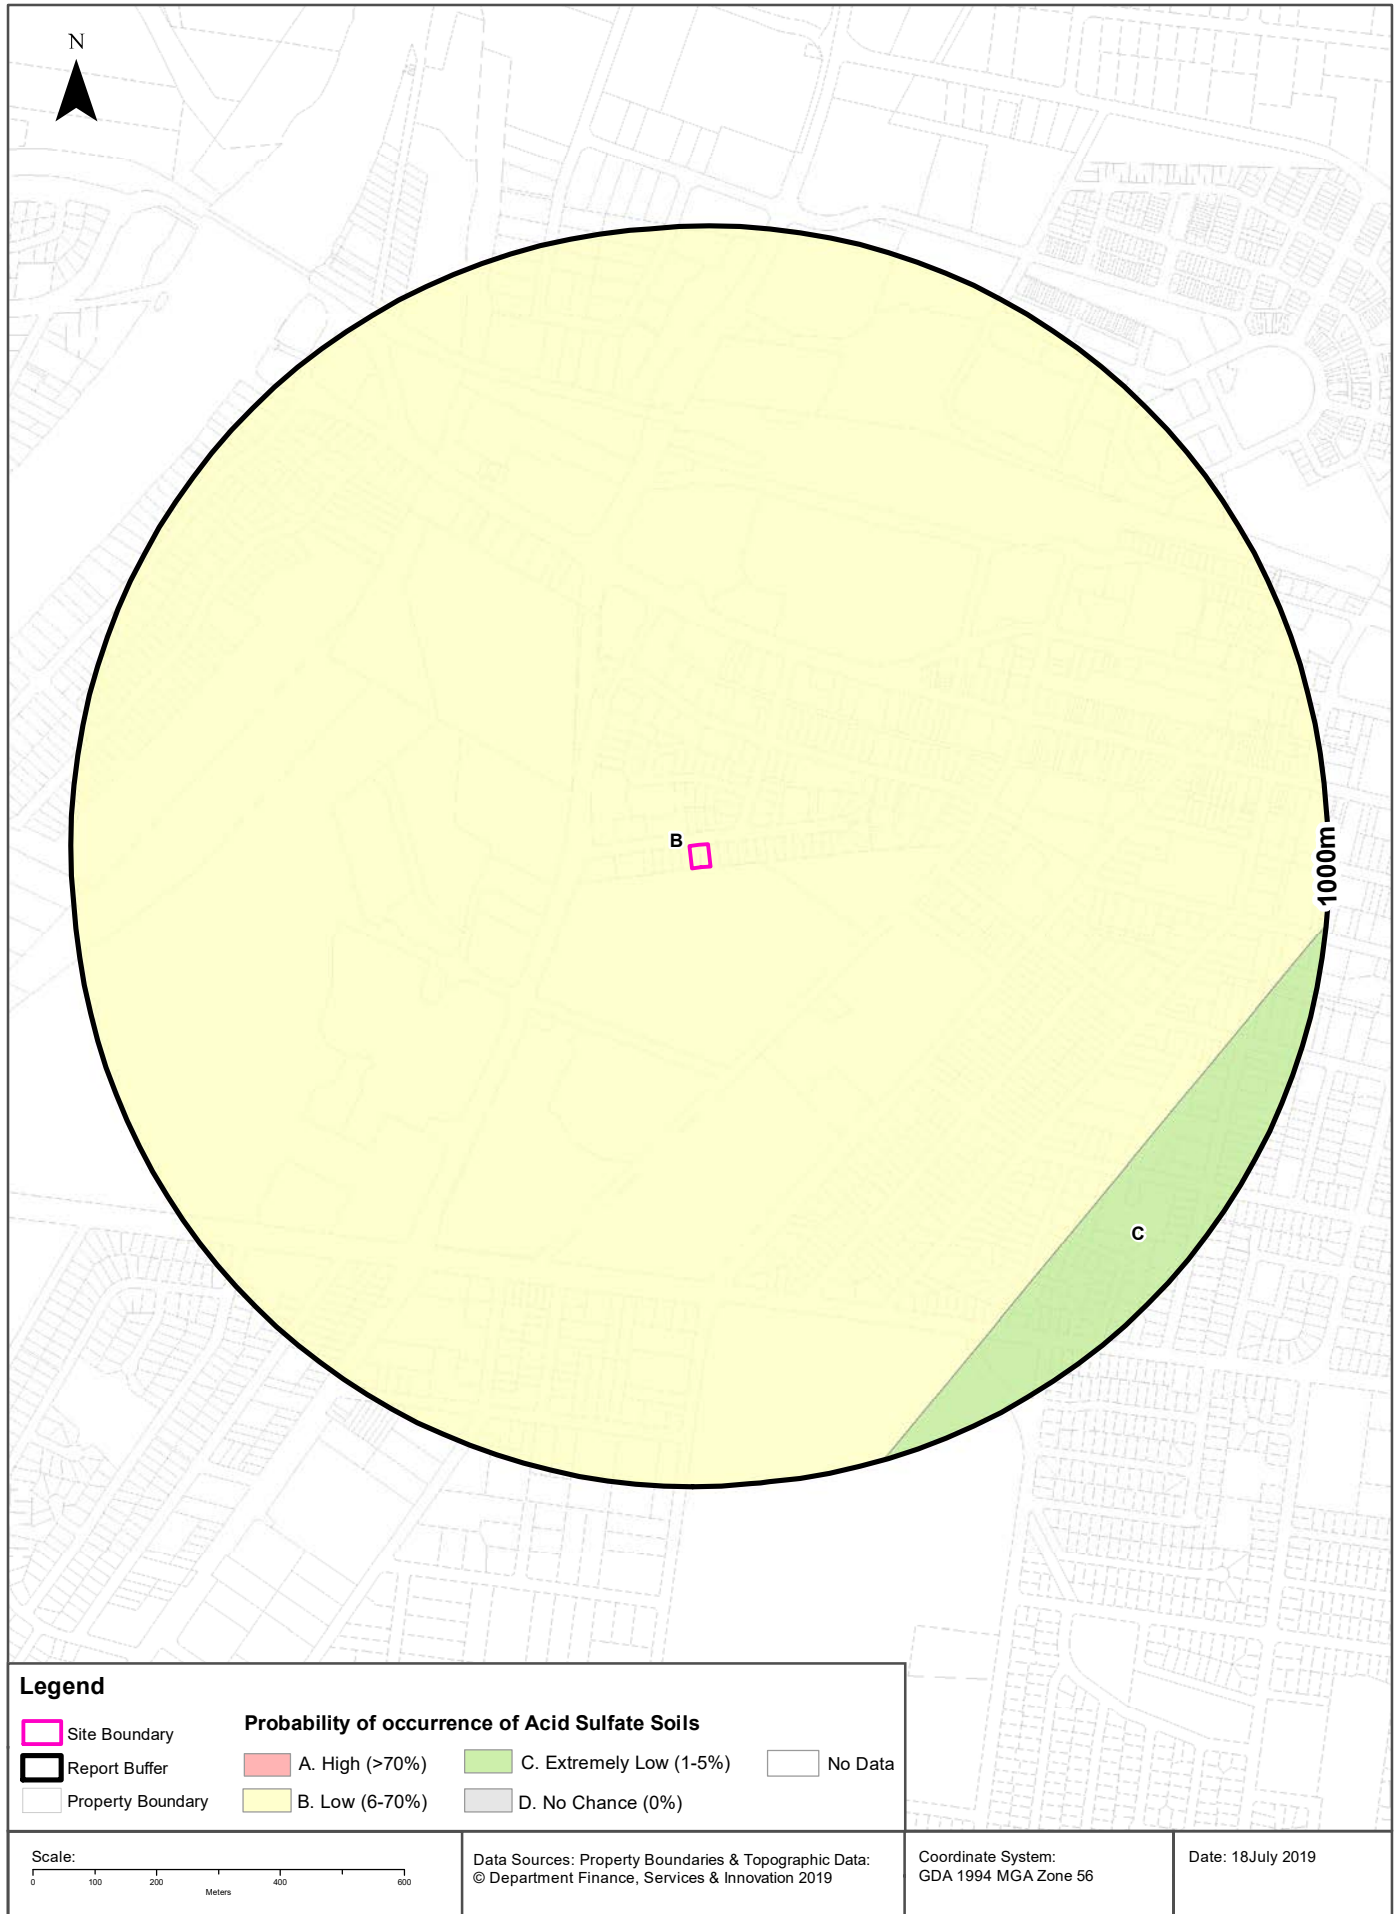 N
B
1000m
C
Legend
Site Boundary
Report Buffer
Property Boundary
Probability of occurrence of Acid Sulfate Soils
A. High (>70%)
C. Extremely Low (1-5%)
No Data
B. Low (6-70%)
D. No Chance (0%)
Scale:
0 100 200 400 600
Meters
Data Sources: Property Boundaries & Topographic Data:
© Department Finance, Services & Innovation 2019
Coordinate System:
GDA 1994 MGA Zone 56
Date: 18July 2019